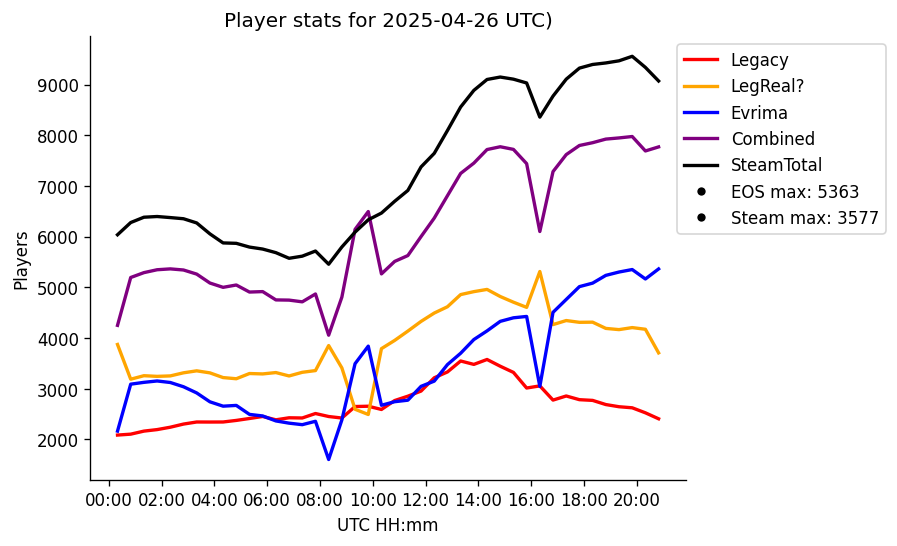 Player stats for 2025-04-26 UTC)
Players
9000
8000
7000
6000
5000
4000
3000
2000
00:00 02:00 04:00 06:00 08:00 10:00 12:00 14:00 16:00 18:00 20:00
UTC HH:mm
Legacy
LegReal?
Evrima
Combined
SteamTotal
EOS max: 5363
Steam max: 3577